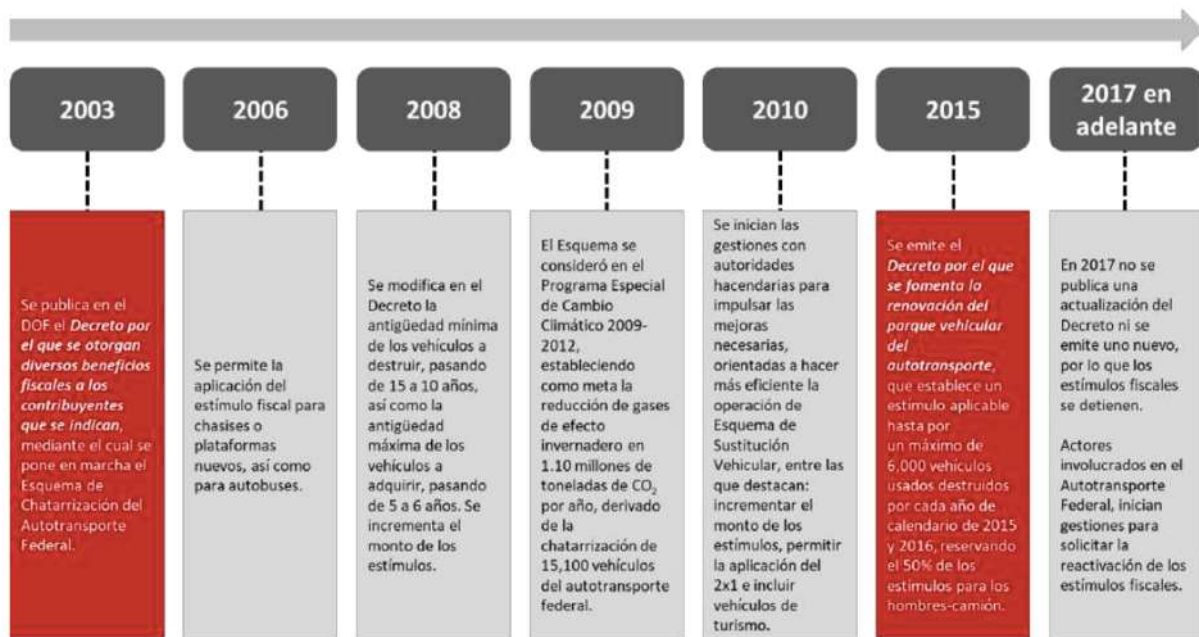 2003
Se publica en el
DOF el Decreto por
el que se otorgan
diversos beneficios
fiscales a los
contribuyentes
que se indican,
mediante el cual se
pone en marcha el
Esquema de
Chatarrización del
Autotransporte
Federal.
2006
Se permite la
aplicación del
estímulo fiscal para
chasises o
plataformas
nuevos, así como
para autobuses.
2008
Se modifica en el
Decreto la
antigüedad mínima
de los vehículos a
destruir, pasando
de 15 a 10 años,
así como la
antigüedad
máxima de los
vehículos a
adquirir, pasando
de 5 a 6 años. Se
incrementa el
monto de los
estímulos.
2009
El Esquema se
consideró en el
Programa Especial
de Cambio
Climático 2009-
2012,
estableciendo
como meta la
reducción de gases
de efecto
invernadero en
1.10 millones de
toneladas de CO₂
por año, derivado
de la
chatarrización de
15,100 vehículos
del autotransporte
federal.
2010
Se inician las
gestiones con
autoridades
hacendarias para
impulsar las
mejoras
necesarias,
orientadas a hacer
más eficiente la
operación de
Esquema de
Sustitución
Vehicular, entre las
que destacan:
incrementar el
monto de los
estímulos, permitir
la aplicación del
2x1 e incluir
vehículos de
turismo.
2015
Se emite el
Decreto por el que
se fomenta la
renovación del
parque vehicular
del
autotransporte,
que establece un
estimulo aplicable
hasta por
un máximo de
6,000 vehículos
usados destruidos
por cada año de
calendario de 2015
y 2016, reservando
el 50% de los
estímulos para los
hombres-camión.
2017 en
adelante
En 2017 no se
publica una
actualización del
Decreto ni se
emite uno nuevo,
por lo que los
estímulos fiscales
se detienen.
Actores
involucrados en el
Autotransporte
Federal, inician
gestiones para
solicitar la
reactivación de los
estímulos fiscales.